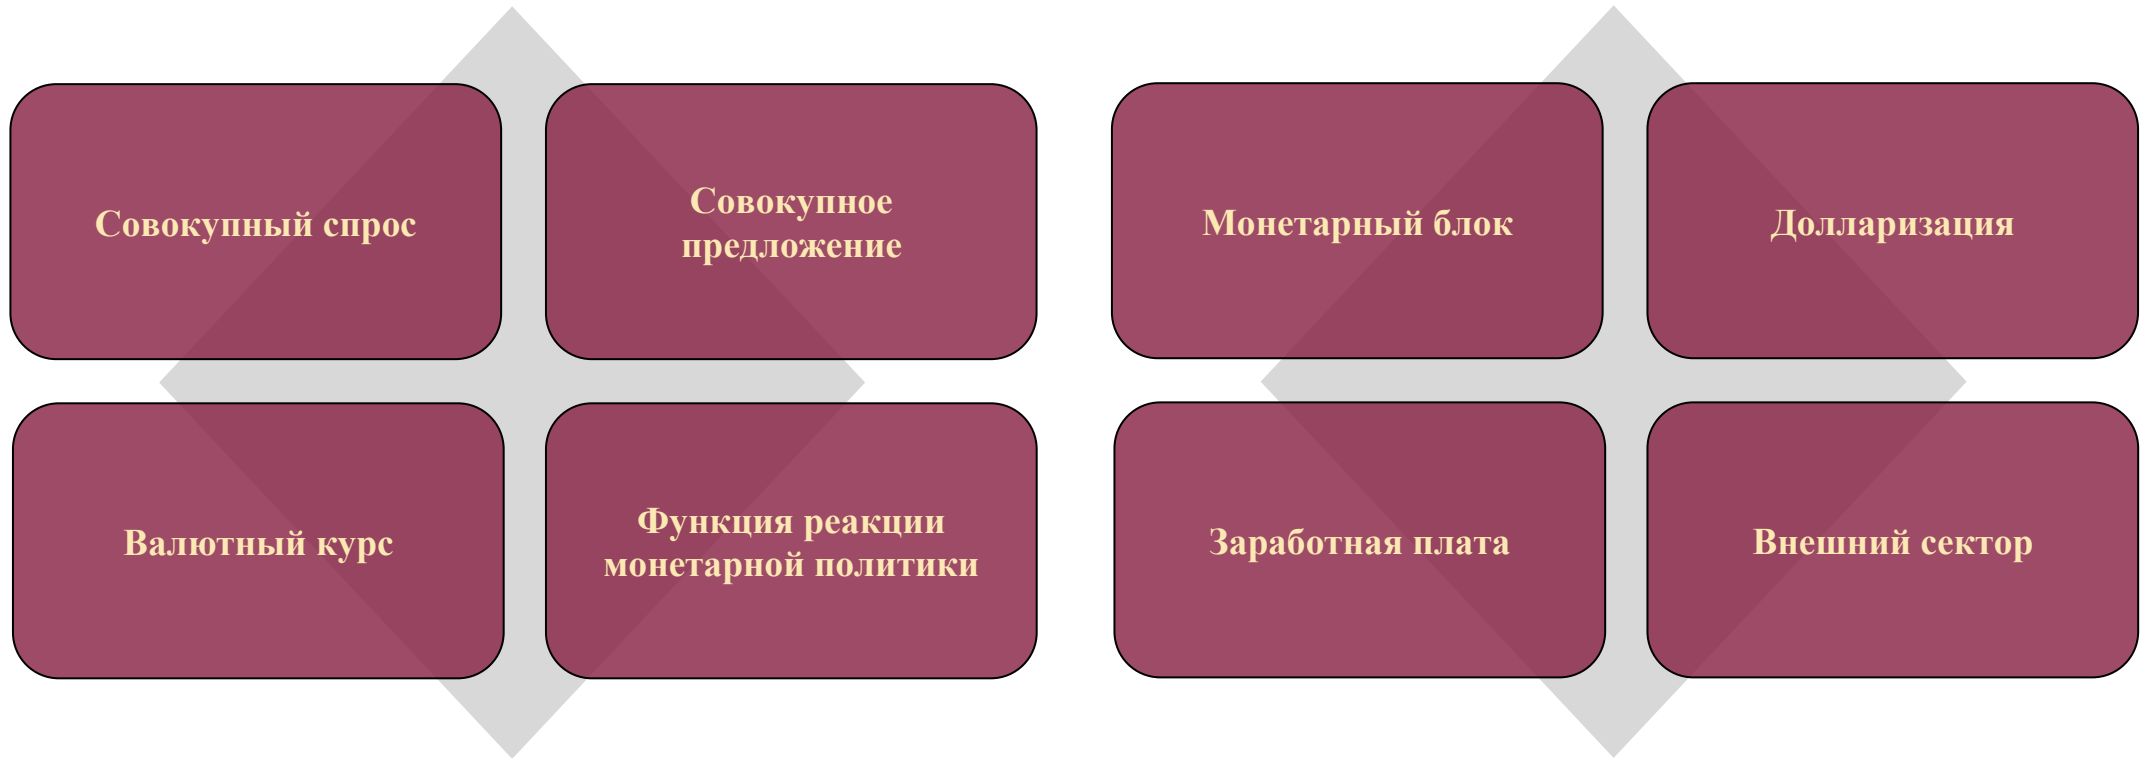 Совокупный спрос
Совокупное
предложение
Валютный курс
Функция реакции
монетарной политики
Монетарный блок
Долларизация
Заработная плата
Внешний сектор